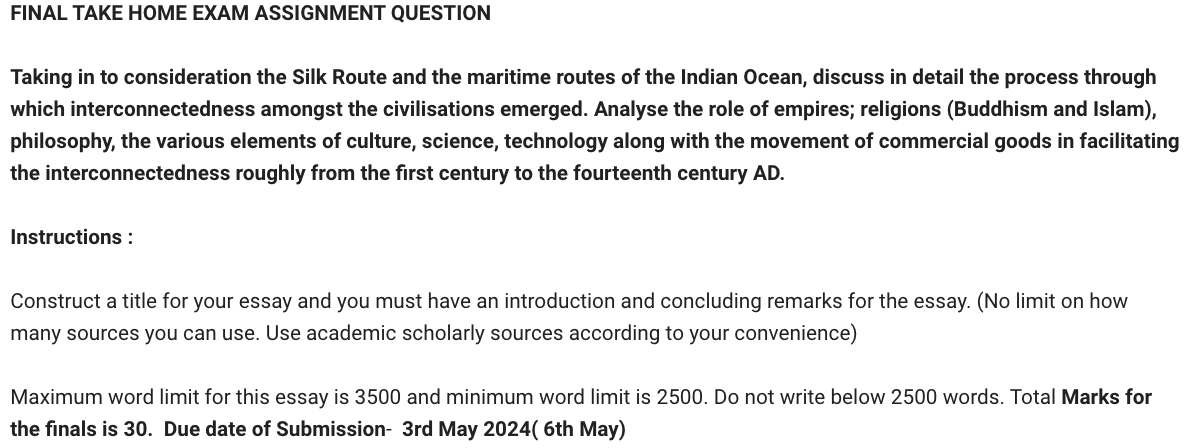 FINAL TAKE HOME EXAM ASSIGNMENT QUESTION
Taking in to consideration the Silk Route and the maritime routes of the Indian Ocean, discuss in detail the process through
which interconnectedness amongst the civilisations emerged. Analyse the role of empires; religions (Buddhism and Islam),
philosophy, the various elements of culture, science, technology along with the movement of commercial goods in facilitating
the interconnectedness roughly from the first century to the fourteenth century AD.
Instructions :
Construct a title for your essay and you must have an introduction and concluding remarks for the essay. (No limit on how
many sources you can use. Use academic scholarly sources according to your convenience)
Maximum word limit for this essay is 3500 and minimum word limit is 2500. Do not write below 2500 words. Total Marks for
the finals is 30. Due date of Submission- 3rd May 2024( 6th May)